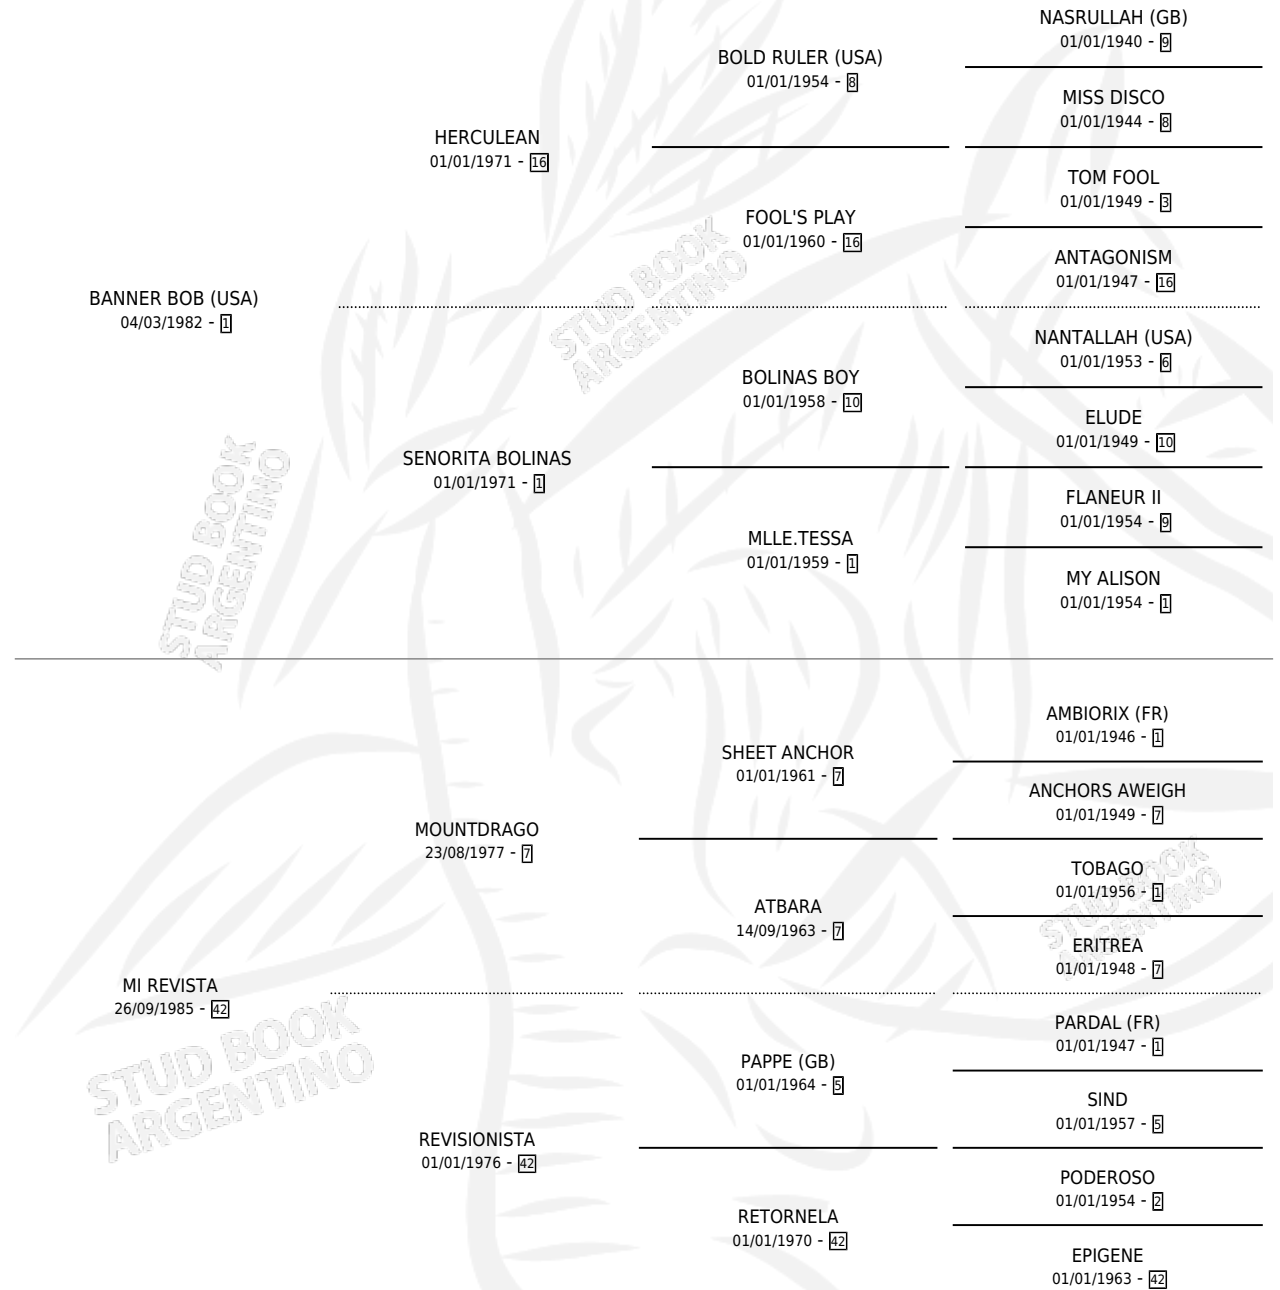 NASRULLAH (GB)
01/01/1940 - 9
BOLD RULER (USA)
01/01/1954 - 8
MISS DISCO
01/01/1944 - 8
HERCULEAN
01/01/1971 - 16
TOM FOOL
01/01/1949 - 3
FOOL'S PLAY
01/01/1960 - 16
ANTAGONISM
01/01/1947 - 16
BANNER BOB (USA)
04/03/1982 - 1
STUD BOOK
ARGENTINO
NANTALLAH (USA)
01/01/1953 - 6
BOLINAS BOY
01/01/1958 - 10
ELUDE
01/01/1949 - 10
SENORITA BOLINAS
01/01/1971 - 1
STUD BOOK
ARGENTINO
FLANEUR II
01/01/1954 - 9
MLLE.TESSA
01/01/1959 - 1
MY ALISON
01/01/1954 - 1
AMBIORIX (FR)
01/01/1946 - 1
SHEET ANCHOR
01/01/1961 - 7
ANCHORS AWEIGH
01/01/1949 - 7
MOUNTDRAGO
23/08/1977 - 7
TOBAGO
01/01/1956 - 1
STUD BOOK
ARGENTINO
ATBARA
14/09/1963 - 7
ERITREA
01/01/1948 - 7
MI REVISTA
26/09/1985 - 42
STUD BOOK
ARGENTINO
PARDAL (FR)
01/01/1947 - 1
PAPPE (GB)
01/01/1964 - 5
SIND
01/01/1957 - 5
REVISIONISTA
01/01/1976 - 42
PODEROSO
01/01/1954 - 2
RETORNELA
01/01/1970 - 42
EPIGENE
01/01/1963 - 42